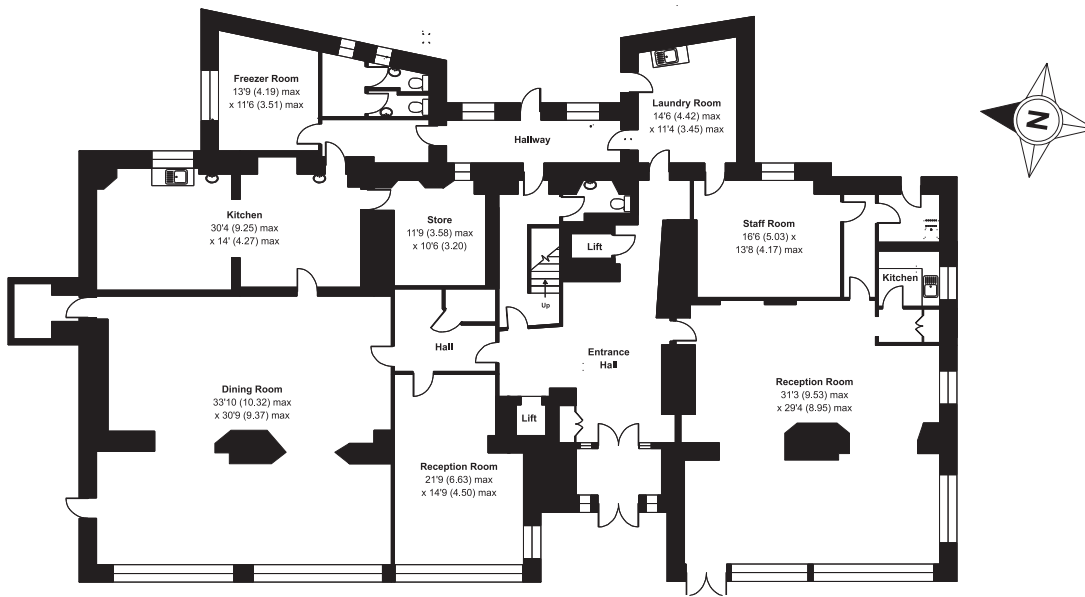 Freezer Room
13'9 (4.19) max
x 11'6 (3.51) max
Laundry Room
14'6 (4.42) max
x 11'4 (3.45) max
Hallway
N
Kitchen
30'4 (9.25) max
x 14' (4.27) max
Store
11'9 (3.58) max
x 10'6 (3.20)
Lift
Staff Room
16'6 (5.03) x
13'8 (4.17) max
Kitchen
Up
Hall
Entrance
Hall
Dining Room
33'10 (10.32) max
x 30'9 (9.37) max
Reception Room
31'3 (9.53) max
x 29'4 (8.95) max
Lift
Reception Room
21'9 (6.63) max
x 14'9 (4.50) max